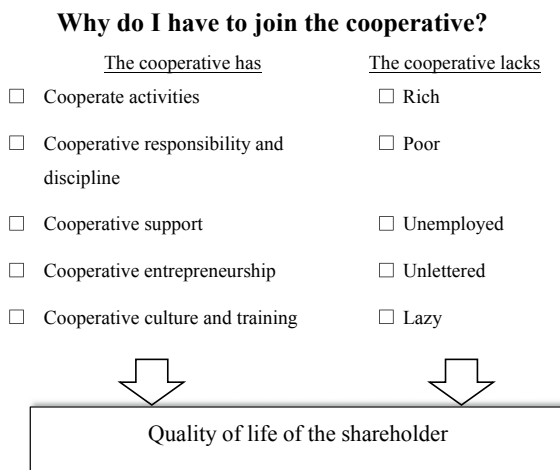 Why do I have to join the cooperative?
The cooperative has The cooperative lacks
☐ Cooperate activities ☐ Rich
☐ Cooperative responsibility and ☐ Poor
discipline
☐ Cooperative support ☐ Unemployed
☐ Cooperative entrepreneurship ☐ Unlettered
☐ Cooperative culture and training ☐ Lazy
Quality of life of the shareholder